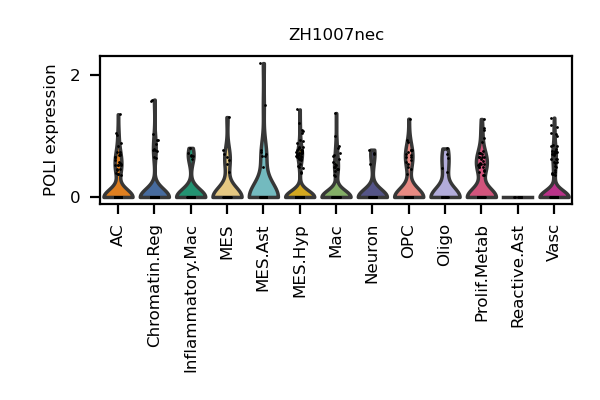 ZH1007nec
POLI expression
2
0
AC
Chromatin.Reg
Inflammatory.Mac
MES
MES.Ast
MES.Hyp
Mac
Neuron
OPC
Oligo
Prolif.Metab
Reactive.Ast
Vasc